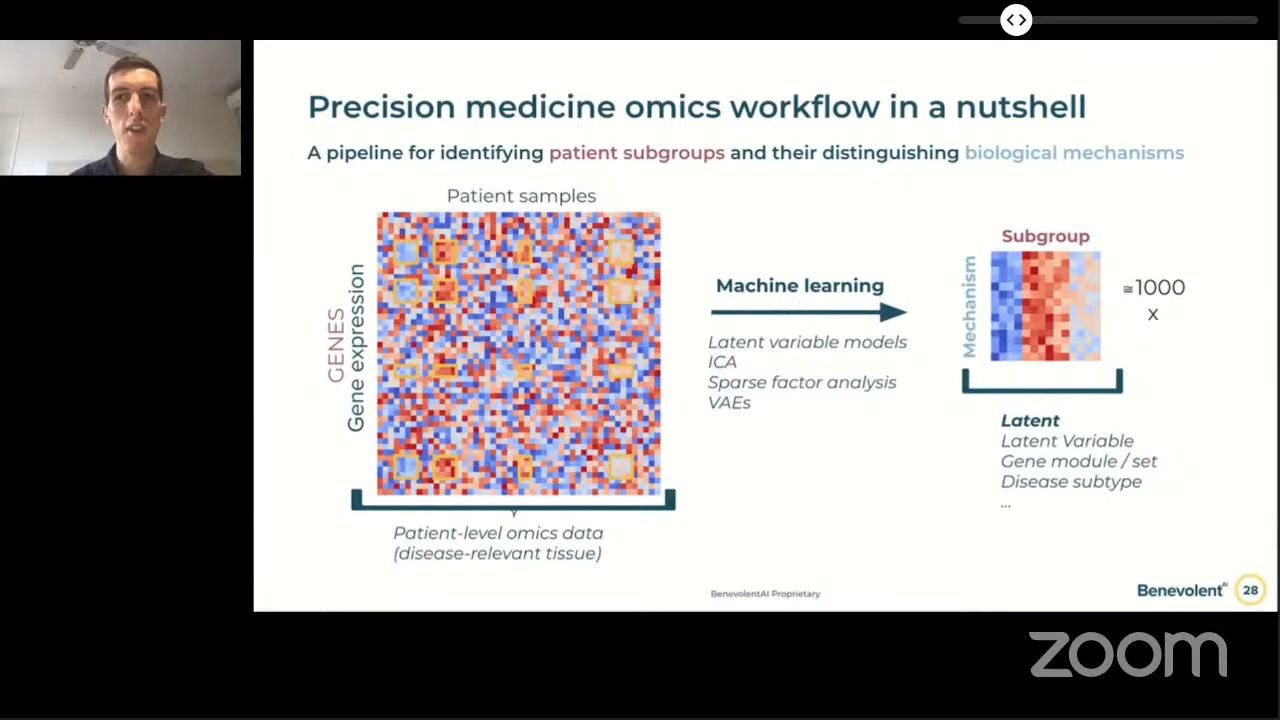 Precision medicine omics workflow in a nutshell
A pipeline for identifying patient subgroups and their distinguishing biological mechanisms
Patient samples
GENES
Gene expression
Patient-level omics data
(disease-relevant tissue)
Machine learning
Latent variable models
ICA
Sparse factor analysis
VAEs
Subgroup
Mechanism
≅1000
x
Latent
Latent Variable
Gene module / set
Disease subtype
...
BenevolentAI Proprietary
Benevolent AI
28
zoom